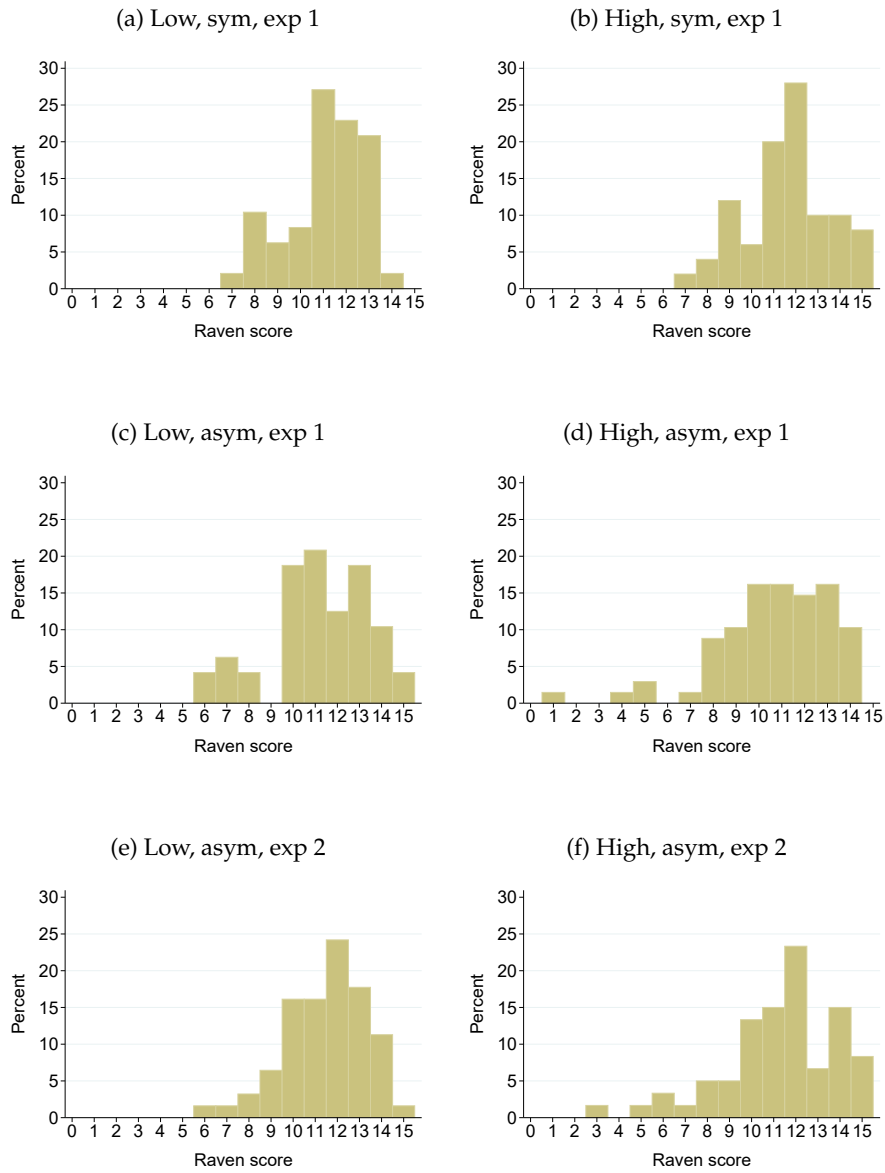 (a) Low, sym, exp 1
30
25
20
15
10
5
0
Percent
0 1 2 3 4 5 6 7 8 9 10 11 12 13 14 15
Raven score
(b) High, sym, exp 1
30
25
20
15
10
5
0
Percent
0 1 2 3 4 5 6 7 8 9 10 11 12 13 14 15
Raven score
(c) Low, asym, exp 1
30
25
20
15
10
5
0
Percent
0 1 2 3 4 5 6 7 8 9 10 11 12 13 14 15
Raven score
(d) High, asym, exp 1
30
25
20
15
10
5
0
Percent
0 1 2 3 4 5 6 7 8 9 10 11 12 13 14 15
Raven score
(e) Low, asym, exp 2
30
25
20
15
10
5
0
Percent
0 1 2 3 4 5 6 7 8 9 10 11 12 13 14 15
Raven score
(f) High, asym, exp 2
30
25
20
15
10
5
0
Percent
0 1 2 3 4 5 6 7 8 9 10 11 12 13 14 15
Raven score